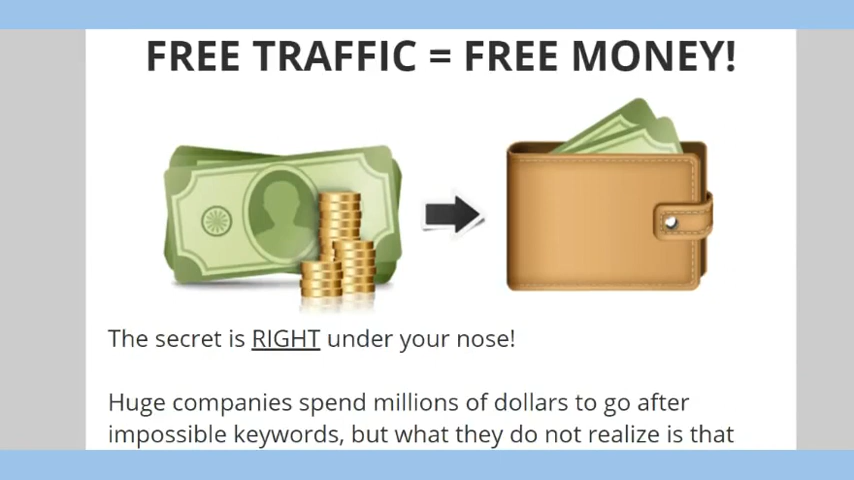 FREE TRAFFIC = FREE MONEY!
The secret is RIGHT under your nose!
Huge companies spend millions of dollars to go after
impossible keywords, but what they do not realize is that